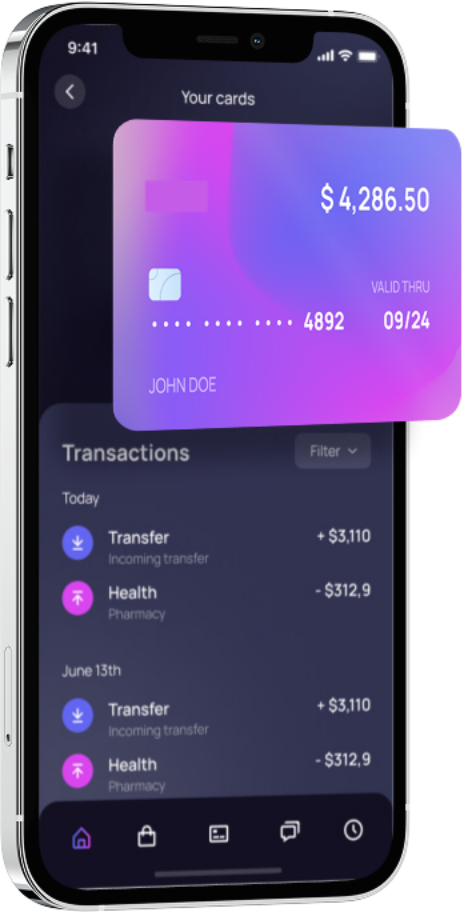 9:41
Your cards
$ 4,286.50
VALID THRU
•••• •••• •••• 4892 09/24
JOHN DOE
Transactions
Filter
Today
Transfer + $3,110
Incoming transfer
Health - $312,9
Pharmacy
June 13th
Transfer + $3,110
Incoming transfer
Health - $312,9
Pharmacy